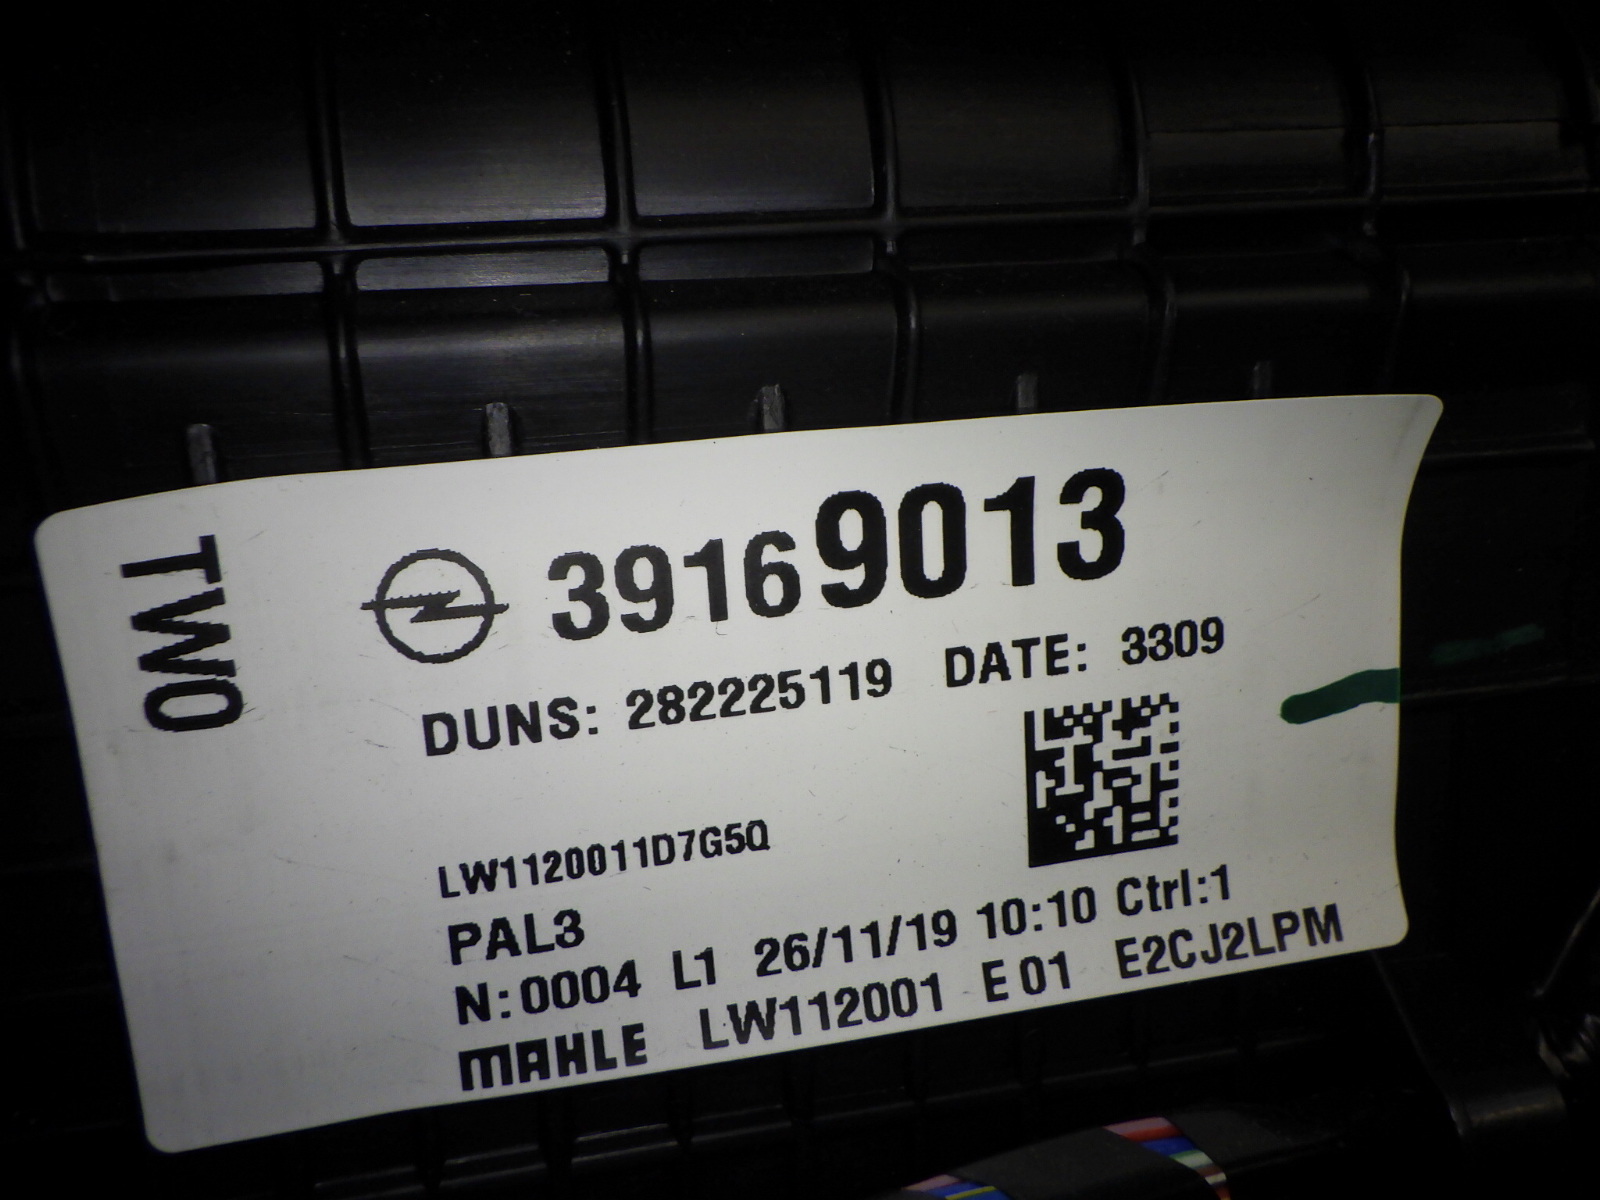 TWO
39169013
DUNS: 282225119 DATE: 3309
LW1120011D7G5Q
PAL3
N:0004 L1 26/11/19 10:10 Ctrl:1
MAHLE LW112001 E 01 E2CJ2LPM